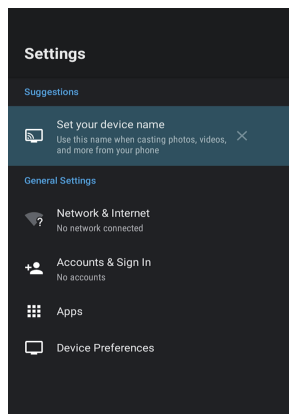 Settings
Suggestions
Set your device name
Use this name when casting photos, videos,
and more from your phone
General Settings
Network & Internet
No network connected
Accounts & Sign In
No accounts
Apps
Device Preferences